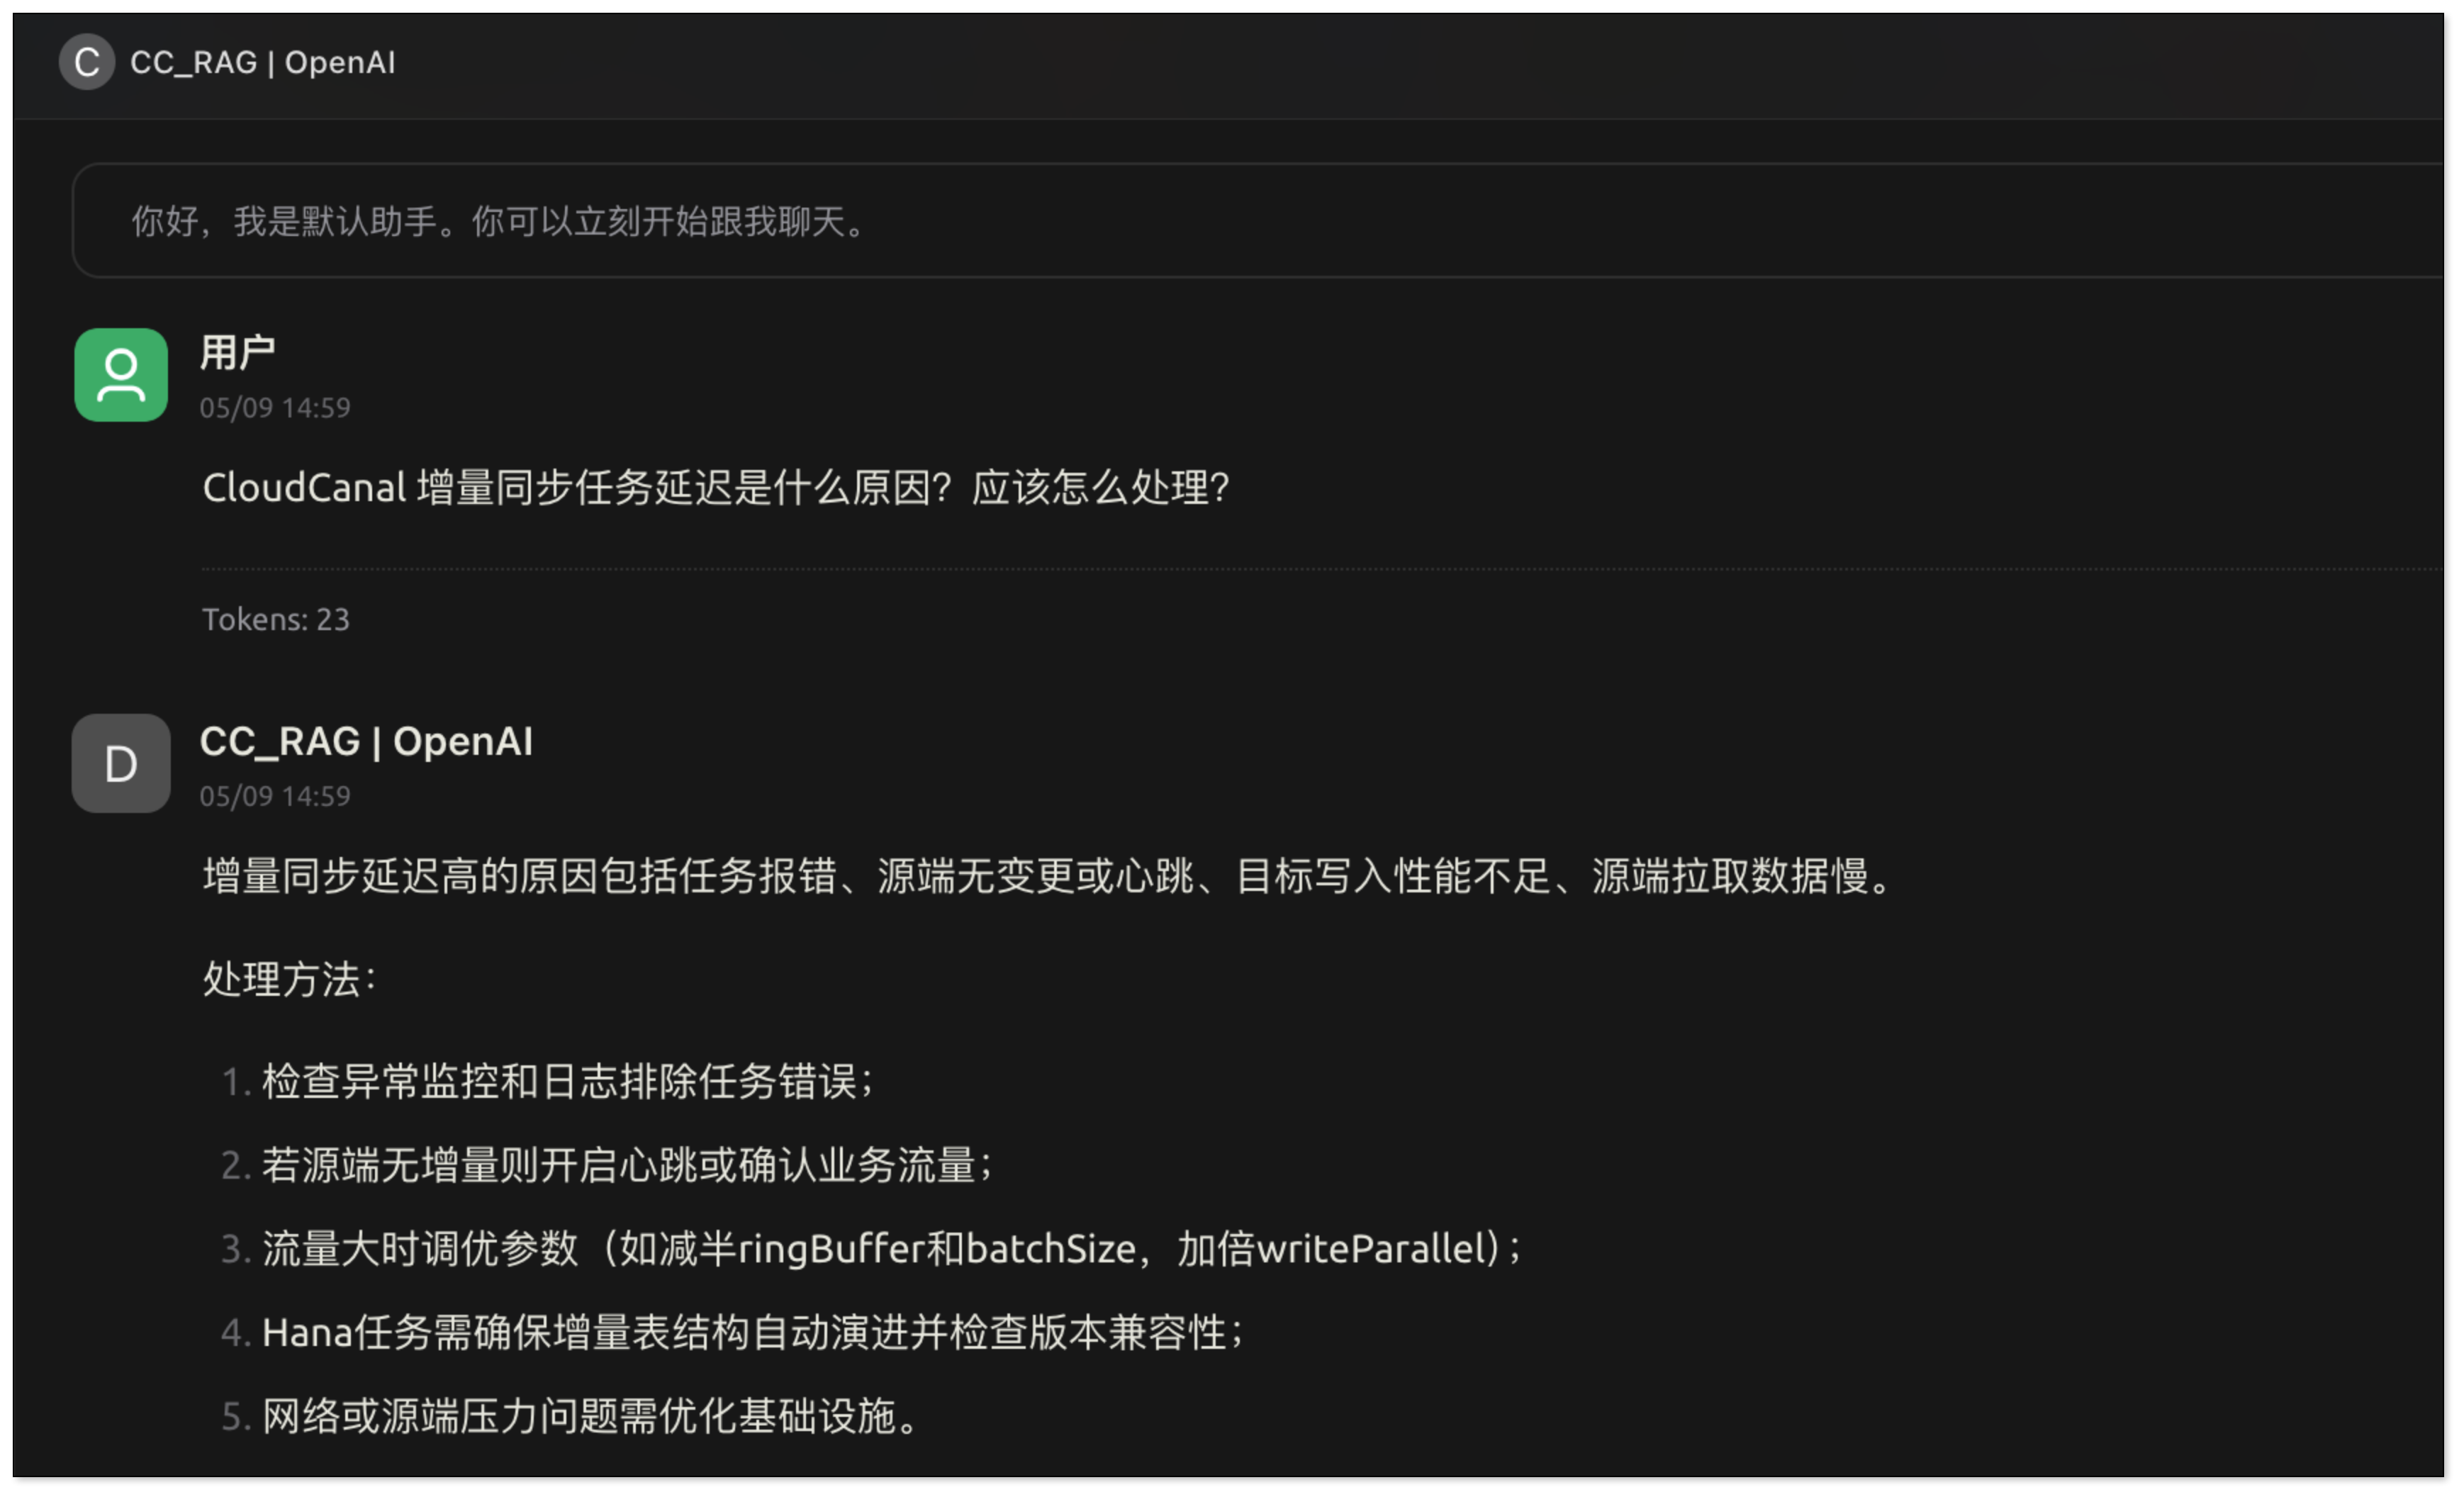 C CC_RAG | OpenAI
你好，我是默认助手。你可以立刻开始跟我聊天。
用户
05/09 14:59
CloudCanal 增量同步任务延迟是什么原因？应该怎么处理？
Tokens: 23
D CC_RAG | OpenAI
05/09 14:59
增量同步延迟高的原因包括任务报错、源端无变更或心跳、目标写入性能不足、源端拉取数据慢。
处理方法：
1. 检查异常监控和日志排除任务错误；
2. 若源端无增量则开启心跳或确认业务流量；
3. 流量大时调优参数（如减半ringBuffer和batchSize，加倍writeParallel）；
4. Hana任务需确保增量表结构自动演进并检查版本兼容性；
5. 网络或源端压力问题需优化基础设施。